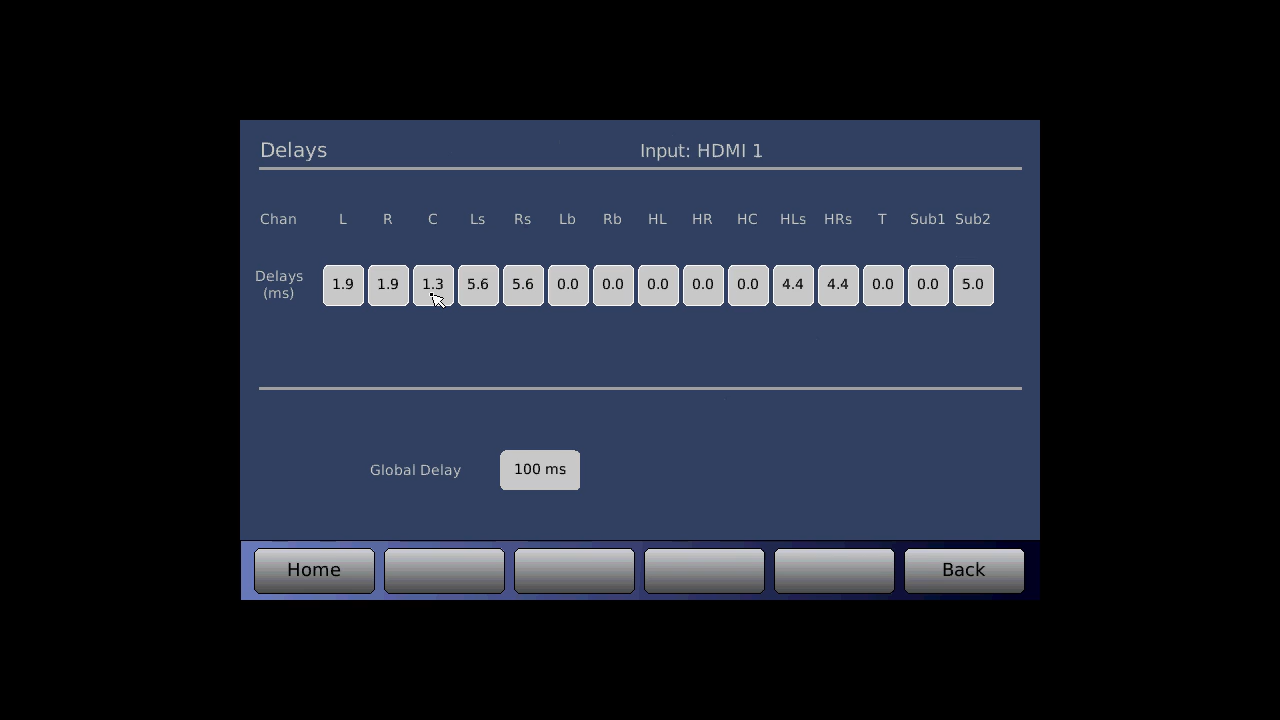 Delays Input: HDMI 1
Chan L R C Ls Rs Lb Rb HL HR HC HLs HRs T Sub1 Sub2
Delays
(ms)
1.9 1.9 1.3 5.6 5.6 0.0 0.0 0.0 0.0 0.0 4.4 4.4 0.0 0.0 5.0
Global Delay 100 ms
Home Back